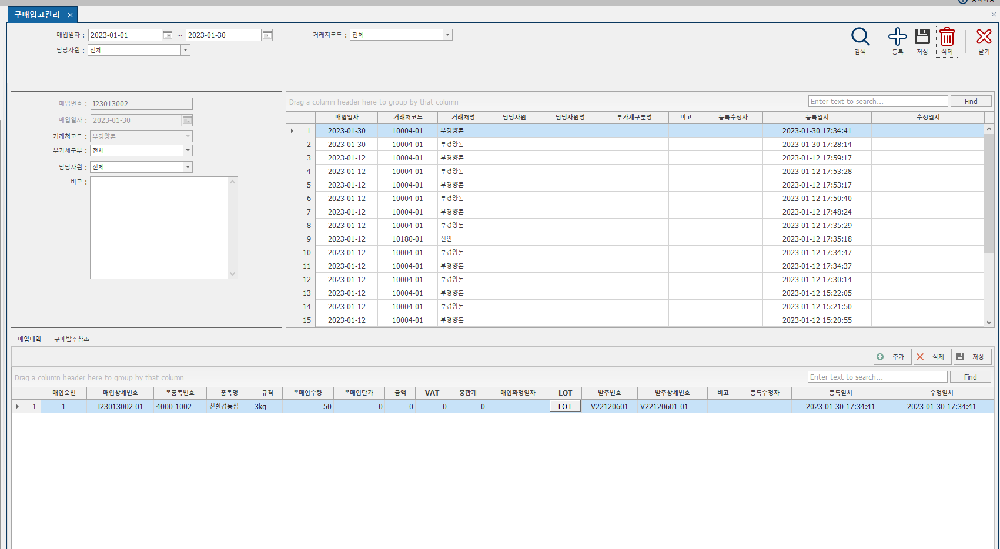 구매입고관리
매입일자 : 2023-01-01 ~ 2023-01-30 거래처코드 : 전체
담당사원 : 전체
검색 등록 저장 삭제 닫기
매입번호 : I23013002
매입일자 : 2023-01-30
거래처코드 : 부경양돈
부가세구분 : 전체
담당사원 : 전체
비고 :
Drag a column header here to group by that column Enter text to search... Find
매입일자 거래처코드 거래처명 담당사원 담당사원명 부가세구분명 비고 등록수정자 등록일시 수정일시
1 2023-01-30 10004-01 부경양돈 2023-01-30 17:34:41
2 2023-01-30 10004-01 부경양돈 2023-01-30 17:28:14
3 2023-01-12 10004-01 부경양돈 2023-01-12 17:59:17
4 2023-01-12 10004-01 부경양돈 2023-01-12 17:53:28
5 2023-01-12 10004-01 부경양돈 2023-01-12 17:53:17
6 2023-01-12 10004-01 부경양돈 2023-01-12 17:50:40
7 2023-01-12 10004-01 부경양돈 2023-01-12 17:48:24
8 2023-01-12 10004-01 부경양돈 2023-01-12 17:35:29
9 2023-01-12 10180-01 선인 2023-01-12 17:35:18
10 2023-01-12 10004-01 부경양돈 2023-01-12 17:34:47
11 2023-01-12 10004-01 부경양돈 2023-01-12 17:34:37
12 2023-01-12 10004-01 부경양돈 2023-01-12 17:30:14
13 2023-01-12 10004-01 부경양돈 2023-01-12 15:22:05
14 2023-01-12 10004-01 부경양돈 2023-01-12 15:21:50
15 2023-01-12 10004-01 부경양돈 2023-01-12 15:20:55
매입내역 구매발주참조
추가 삭제 저장
Drag a column header here to group by that column Enter text to search... Find
매입순번 매입상세번호 *품목번호 품목명 규격 *매입수량 *매입단가 금액 VAT 총합계 매입확정일자 LOT 발주번호 발주상세번호 비고 등록수정자 등록일시 수정일시
1 1 I23013002-01 4000-1002 친환경등심 3kg 50 0 0 0 0 ____-_-_ LOT V22120601 V22120601-01 2023-01-30 17:34:41 2023-01-30 17:34:41